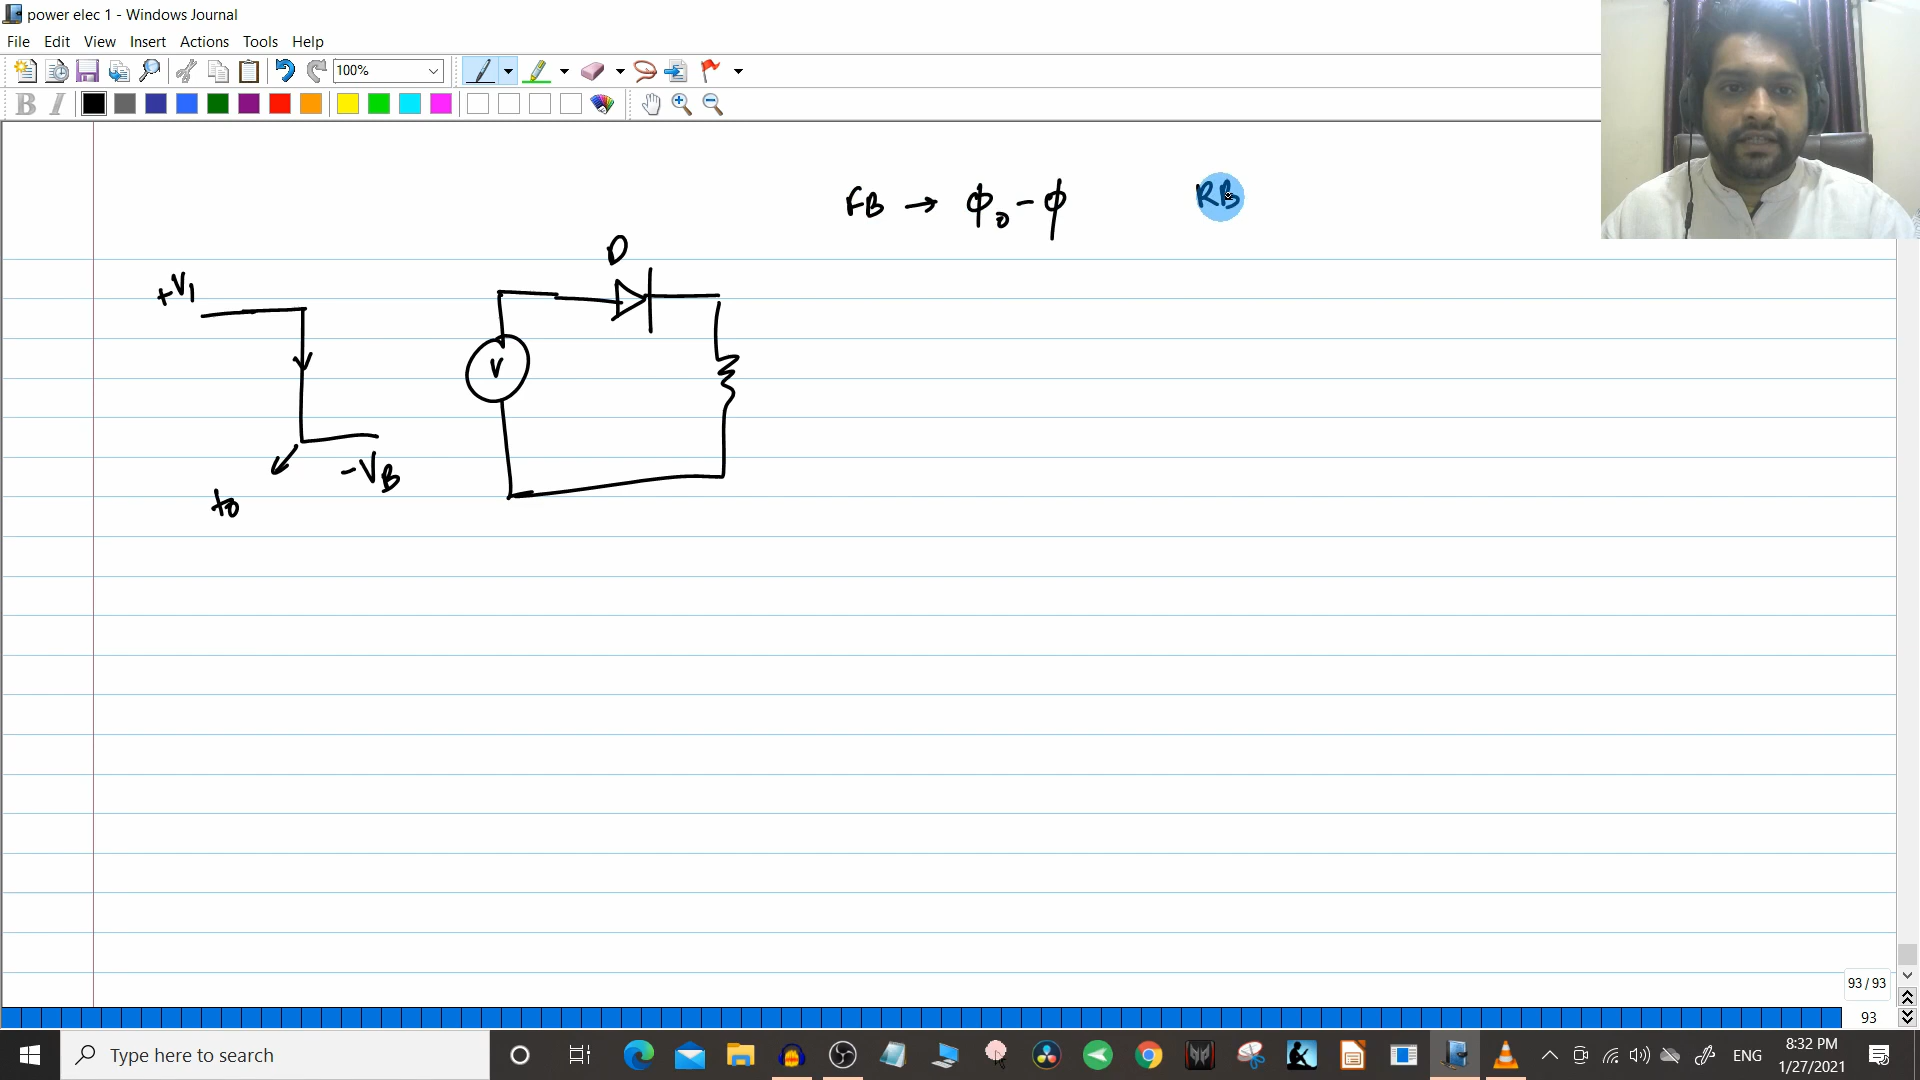 power elec 1 - Windows Journal
File Edit View Insert Actions Tools Help
100%
B I
FB → ϕ₀ - ϕ RB
D
+V₁
V
-V_B
t₀
93 / 93
93
Type here to search
ENG
8:32 PM
1/27/2021